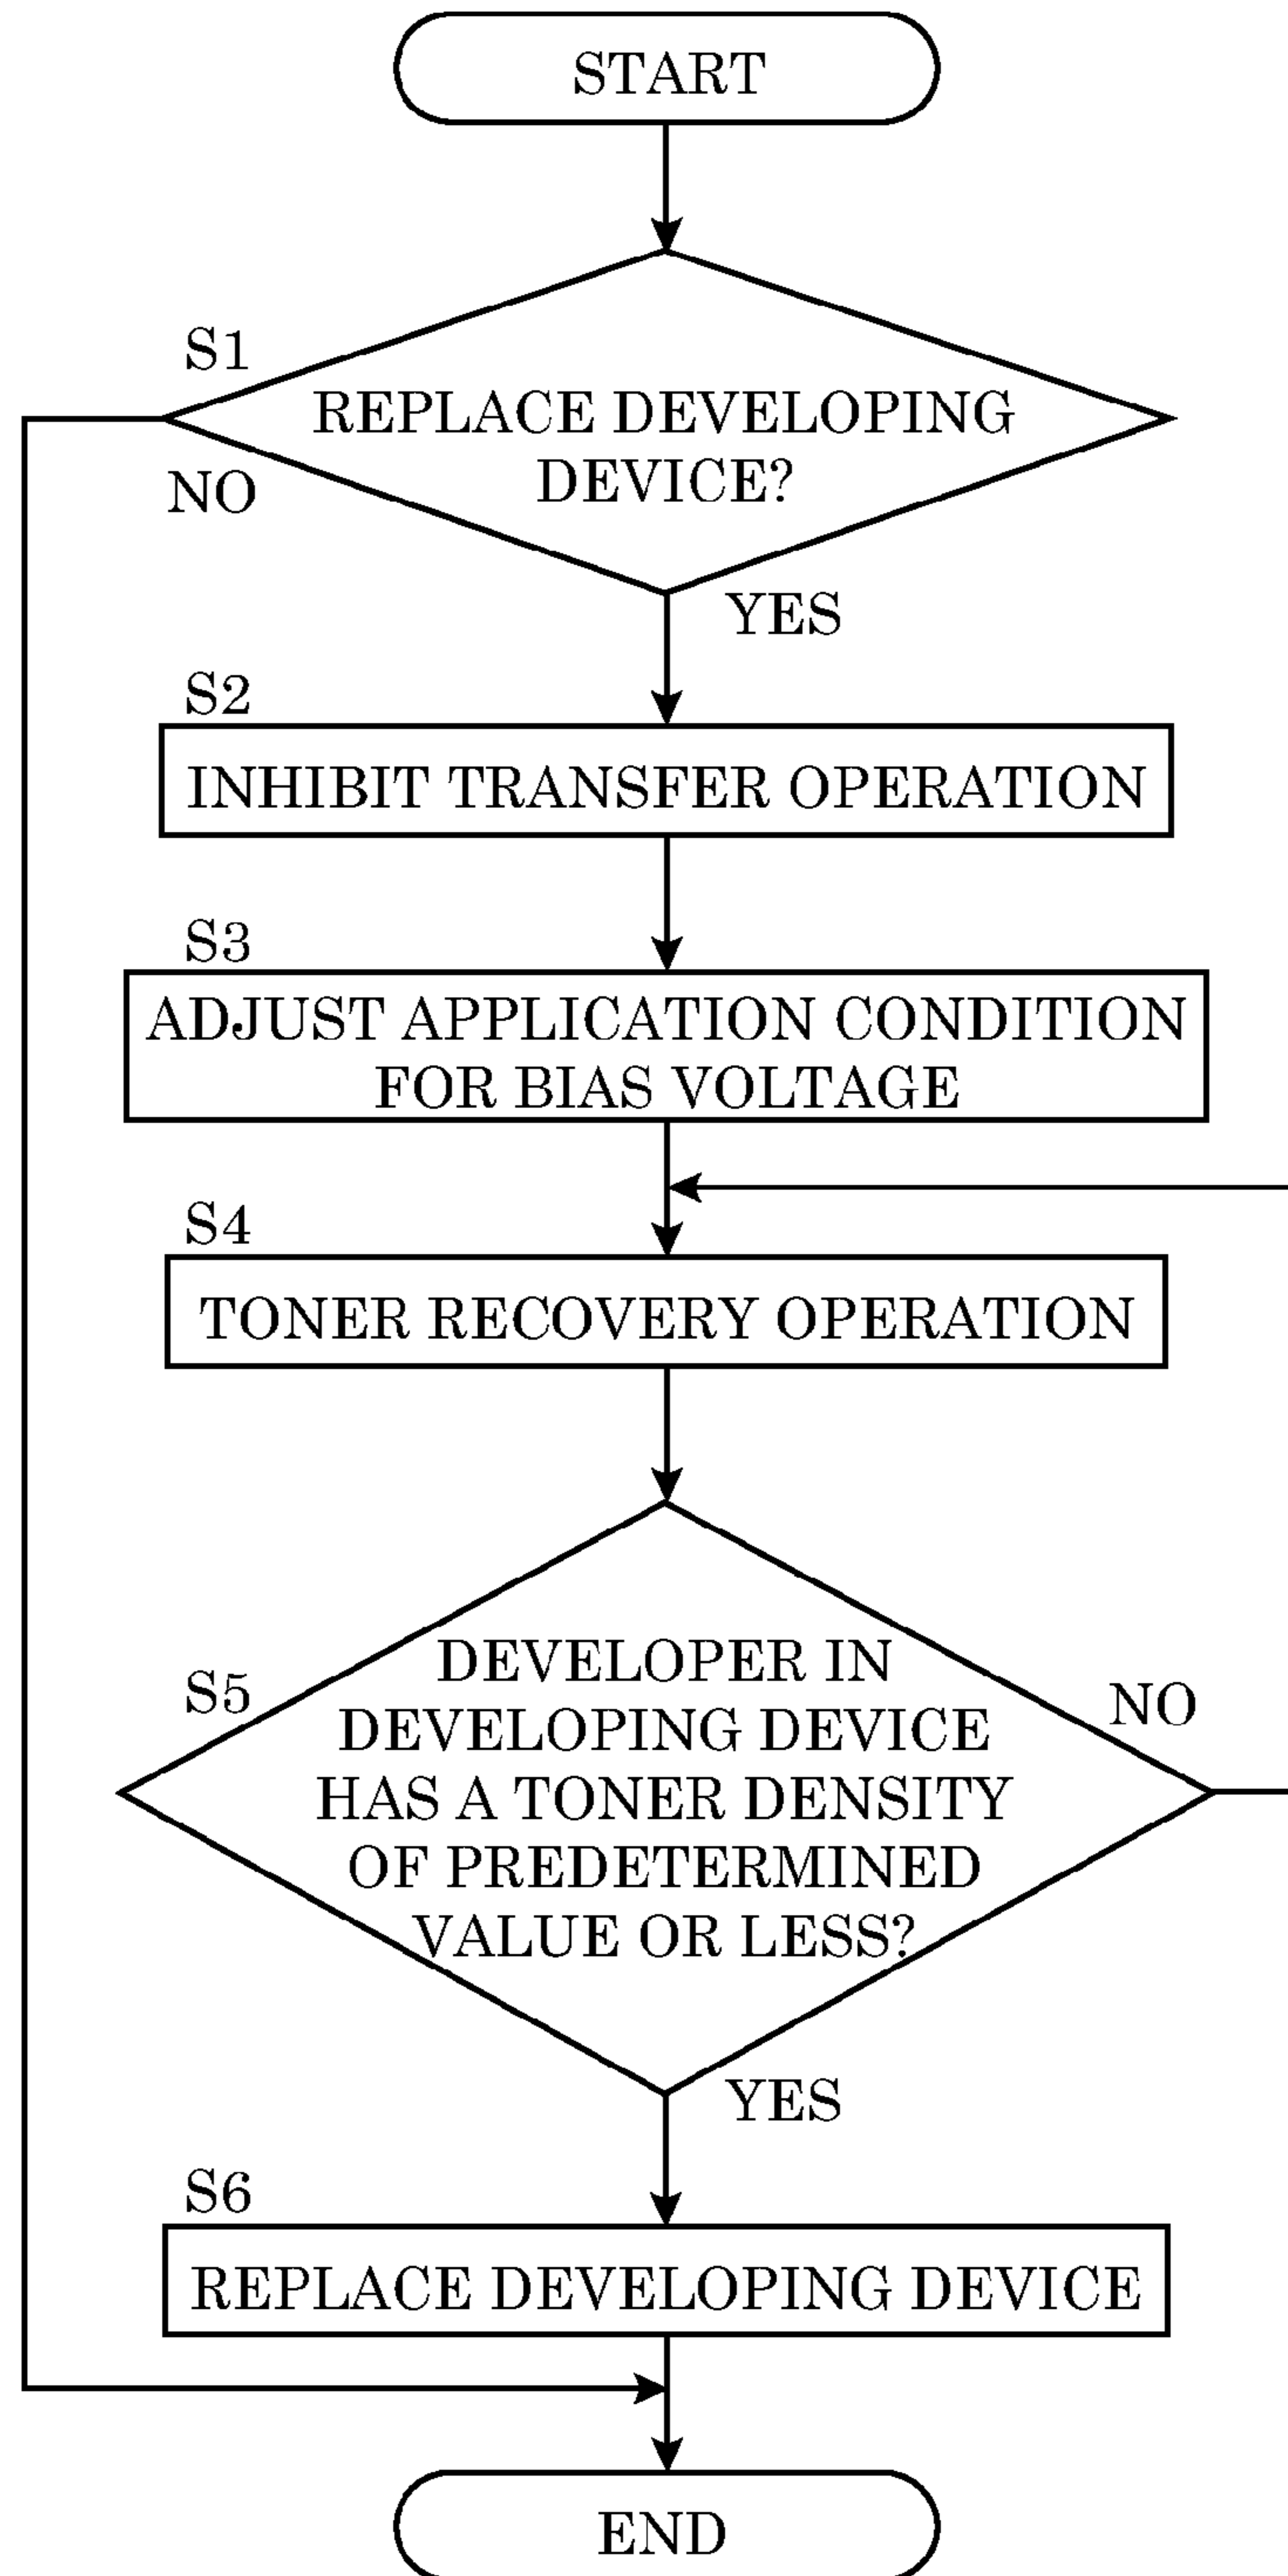 START
S1
REPLACE DEVELOPING
DEVICE?
NO
YES
S2
INHIBIT TRANSFER OPERATION
S3
ADJUST APPLICATION CONDITION
FOR BIAS VOLTAGE
S4
TONER RECOVERY OPERATION
S5
DEVELOPER IN
DEVELOPING DEVICE
HAS A TONER DENSITY
OF PREDETERMINED
VALUE OR LESS?
NO
YES
S6
REPLACE DEVELOPING DEVICE
END